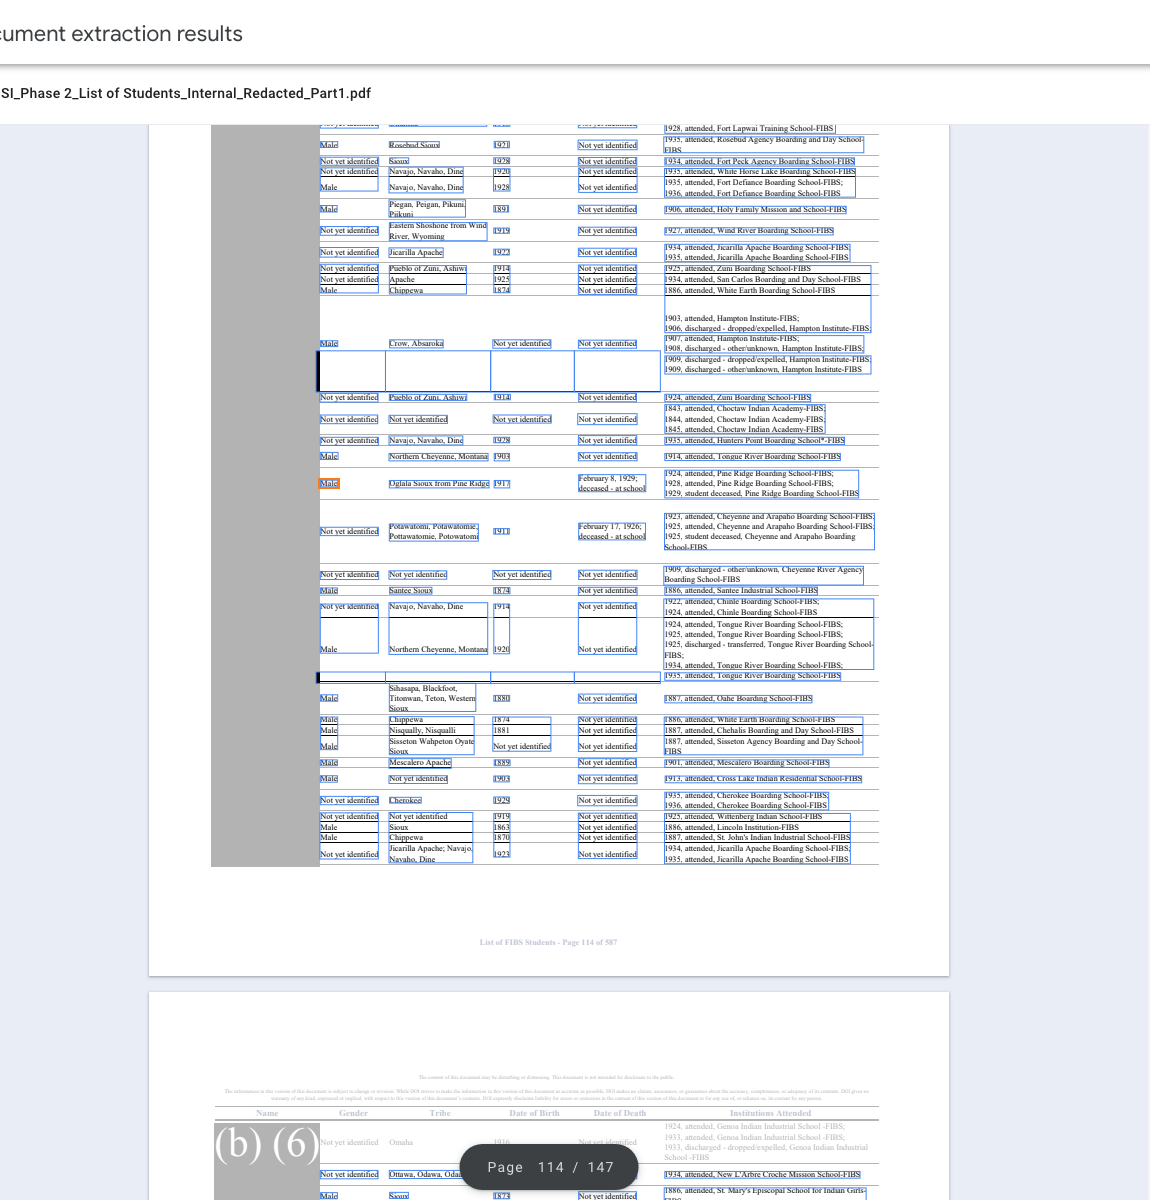 cument extraction results
SI_Phase 2_List of Students_Internal_Redacted_Part1.pdf
1928, attended, Fort Lapwai Training School-FIBS
Male Rosebud Sioux 1921 Not yet identified 1935, attended, Rosebud Agency Boarding and Day School-
FIBS
Not yet identified Sioux 1928 Not yet identified 1934, attended, Fort Peck Agency Boarding School-FIBS
Not yet identified Navajo, Navaho, Dine 1920 Not yet identified 1935, attended, White Horse Lake Boarding School-FIBS
1935, attended, Fort Defiance Boarding School-FIBS;
Male Navajo, Navaho, Dine 1928 Not yet identified
1936, attended, Fort Defiance Boarding School-FIBS
Piegan, Peigan, Pikuni,
Male 1891 Not yet identified 1906, attended, Holy Family Mission and School-FIBS
Piikuni
Eastern Shoshone from Wind
Not yet identified 1919 Not yet identified 1927, attended, Wind River Boarding School-FIBS
River, Wyoming
1934, attended, Jicarilla Apache Boarding School-FIBS;
Not yet identified Jicarilla Apache 1922 Not yet identified
1935, attended, Jicarilla Apache Boarding School-FIBS
Not yet identified Pueblo of Zuni, Ashiwi 1914 Not yet identified 1925, attended, Zuni Boarding School-FIBS
Not yet identified Apache 1925 Not yet identified 1934, attended, San Carlos Boarding and Day School-FIBS
Male Chippewa 1874 Not yet identified 1886, attended, White Earth Boarding School-FIBS
1903, attended, Hampton Institute-FIBS;
1906, discharged - dropped/expelled, Hampton Institute-FIBS;
1907, attended, Hampton Institute-FIBS;
Male Crow, Absaroka Not yet identified Not yet identified
1908, discharged - other/unknown, Hampton Institute-FIBS;
1909, discharged - dropped/expelled, Hampton Institute-FIBS;
1909, discharged - other/unknown, Hampton Institute-FIBS
Not yet identified Pueblo of Zuni, Ashiwi 1914 Not yet identified 1924, attended, Zuni Boarding School-FIBS
1843, attended, Choctaw Indian Academy-FIBS;
Not yet identified Not yet identified Not yet identified Not yet identified 1844, attended, Choctaw Indian Academy-FIBS;
1845, attended, Choctaw Indian Academy-FIBS
Not yet identified Navajo, Navaho, Dine 1928 Not yet identified 1935, attended, Hunters Point Boarding School*-FIBS
Male Northern Cheyenne, Montana 1903 Not yet identified 1914, attended, Tongue River Boarding School-FIBS
1924, attended, Pine Ridge Boarding School-FIBS;
Male Oglala Sioux from Pine Ridge 1917 February 8, 1929; 1928, attended, Pine Ridge Boarding School-FIBS;
deceased - at school 1929, student deceased, Pine Ridge Boarding School-FIBS
1923, attended, Cheyenne and Arapaho Boarding School-FIBS;
Potawatomi, Potawatomie, February 17, 1926; 1925, attended, Cheyenne and Arapaho Boarding School-FIBS;
Not yet identified Pottawatomie, Potowatomi 1911 deceased - at school 1925, student deceased, Cheyenne and Arapaho Boarding
School-FIBS
1909, discharged - other/unknown, Cheyenne River Agency
Not yet identified Not yet identified Not yet identified Not yet identified
Boarding School-FIBS
Male Santee Sioux 1874 Not yet identified 1886, attended, Santee Industrial School-FIBS
1922, attended, Chinle Boarding School-FIBS;
Not yet identified Navajo, Navaho, Dine 1914 Not yet identified
1924, attended, Chinle Boarding School-FIBS
1924, attended, Tongue River Boarding School-FIBS;
1925, attended, Tongue River Boarding School-FIBS;
1925, discharged - transferred, Tongue River Boarding School-
Male Northern Cheyenne, Montana 1920 Not yet identified FIBS;
1934, attended, Tongue River Boarding School-FIBS;
1935, attended, Tongue River Boarding School-FIBS
Sihasapa, Blackfoot,
Male Titonwan, Teton, Western 1880 Not yet identified 1887, attended, Oahe Boarding School-FIBS
Sioux
Male Chippewa 1874 Not yet identified 1886, attended, White Earth Boarding School-FIBS
Male Nisqually, Nisqualli 1881 Not yet identified 1887, attended, Chehalis Boarding and Day School-FIBS
Sisseton Wahpeton Oyate 1887, attended, Sisseton Agency Boarding and Day School-
Male Not yet identified Not yet identified
Sioux FIBS
Male Mescalero Apache 1889 Not yet identified 1901, attended, Mescalero Boarding School-FIBS
Male Not yet identified 1903 Not yet identified 1913, attended, Cross Lake Indian Residential School-FIBS
1935, attended, Cherokee Boarding School-FIBS;
Not yet identified Cherokee 1929 Not yet identified
1936, attended, Cherokee Boarding School-FIBS
Not yet identified Not yet identified 1919 Not yet identified 1925, attended, Wittenberg Indian School-FIBS
Male Sioux 1863 Not yet identified 1886, attended, Lincoln Institution-FIBS
Male Chippewa 1870 Not yet identified 1887, attended, St. John's Indian Industrial School-FIBS
Jicarilla Apache; Navajo, 1934, attended, Jicarilla Apache Boarding School-FIBS;
Not yet identified 1923 Not yet identified
Navaho, Dine 1935, attended, Jicarilla Apache Boarding School-FIBS
List of FIBS Students - Page 114 of 587
The content of this document may be disturbing or distressing. This document is not intended for disclosure to the public.
Name Gender Tribe Date of Birth Date of Death Institutions Attended
1924, attended, Genoa Indian Industrial School -FIBS;
(b) (6) Not yet identified Omaha 1916 Not yet identified 1933, attended, Genoa Indian Industrial School -FIBS;
1933, discharged - dropped/expelled, Genoa Indian Industrial
School -FIBS
Page 114 / 147
Not yet identified Ottawa, Odawa, 1934, attended, New L'Arbre Croche Mission School-FIBS
Male Sioux 1873 Not yet identified 1886, attended, St. Mary's Episcopal School for Indian Girls-